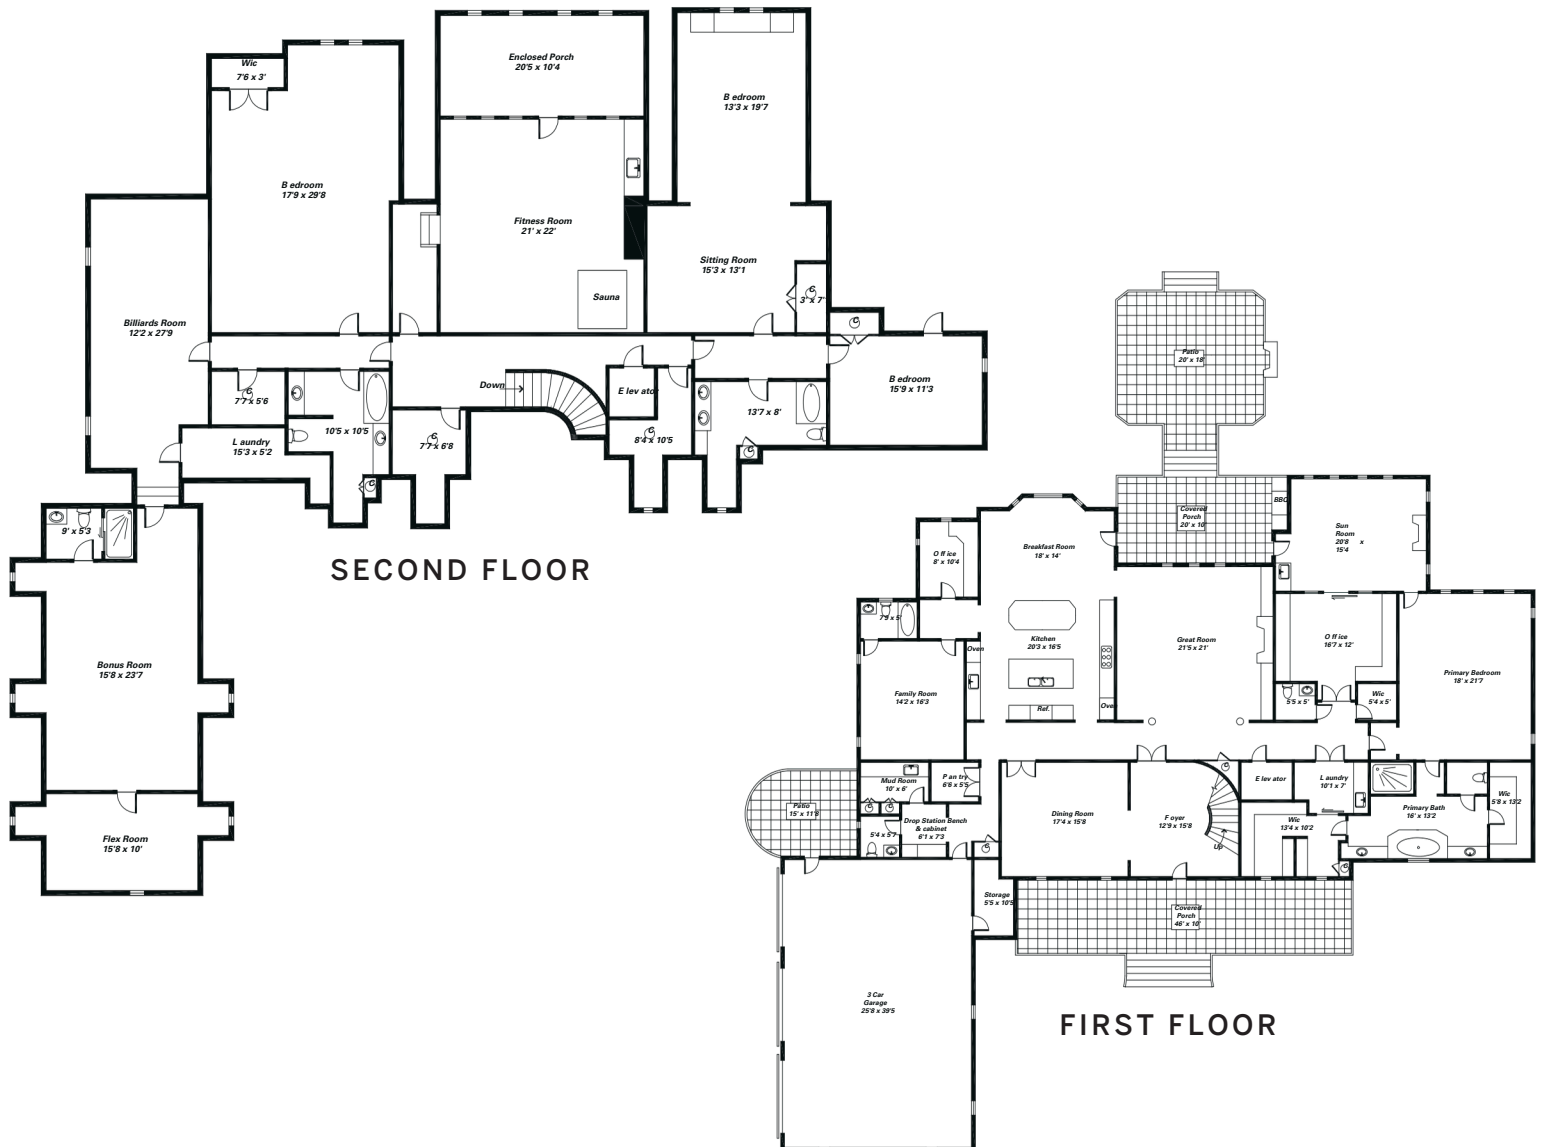 Wic
7'6 x 3'
B edroom
17'9 x 29'8
Enclosed Porch
20'5 x 10'4
B edroom
13'3 x 19'7
Fitness Room
21' x 22'
Sauna
Sitting Room
15'3 x 13'1
C
3' x 7'
C
Billiards Room
12'2 x 27'9
B edroom
15'9 x 11'3
Down
E lev ator
C
7'7 x 5'6
10'5 x 10'5
L aundry
15'3 x 5'2
C
7'7 x 6'8
C
8'4 x 10'5
13'7 x 8'
C
C
9' x 5'3
Bonus Room
15'8 x 23'7
Flex Room
15'8 x 10'
SECOND FLOOR
Patio
20' x 18'
Covered
Porch
20' x 10'
BBQ
Sun
Room
20'8 x
15'4
Breakfast Room
18' x 14'
O ff ice
8' x 10'4
7'9 x 5'
Oven
Kitchen
20'3 x 16'5
Great Room
21'5 x 21'
O ff ice
16'7 x 12'
Primary Bedroom
18' x 21'7
Family Room
14'2 x 16'3
Ref.
Oven
5'5 x 5'
Wic
5'4 x 5'
Mud Room
10' x 6'
P an try
6'6 x 5'5
C
E lev ator
L aundry
10'1 x 7'
Wic
5'8 x 13'2
Patio
15' x 11'8
C
C
Drop Station Bench
& cabinet
6'1 x 7'3
5'4 x 5'7
C
Dining Room
17'4 x 15'8
F oyer
12'9 x 15'8
Up
Wic
13'4 x 10'2
Primary Bath
16' x 13'2
C
Storage
5'5 x 10'5
Covered
Porch
46' x 10'
3 Car
Garage
25'8 x 39'5
FIRST FLOOR